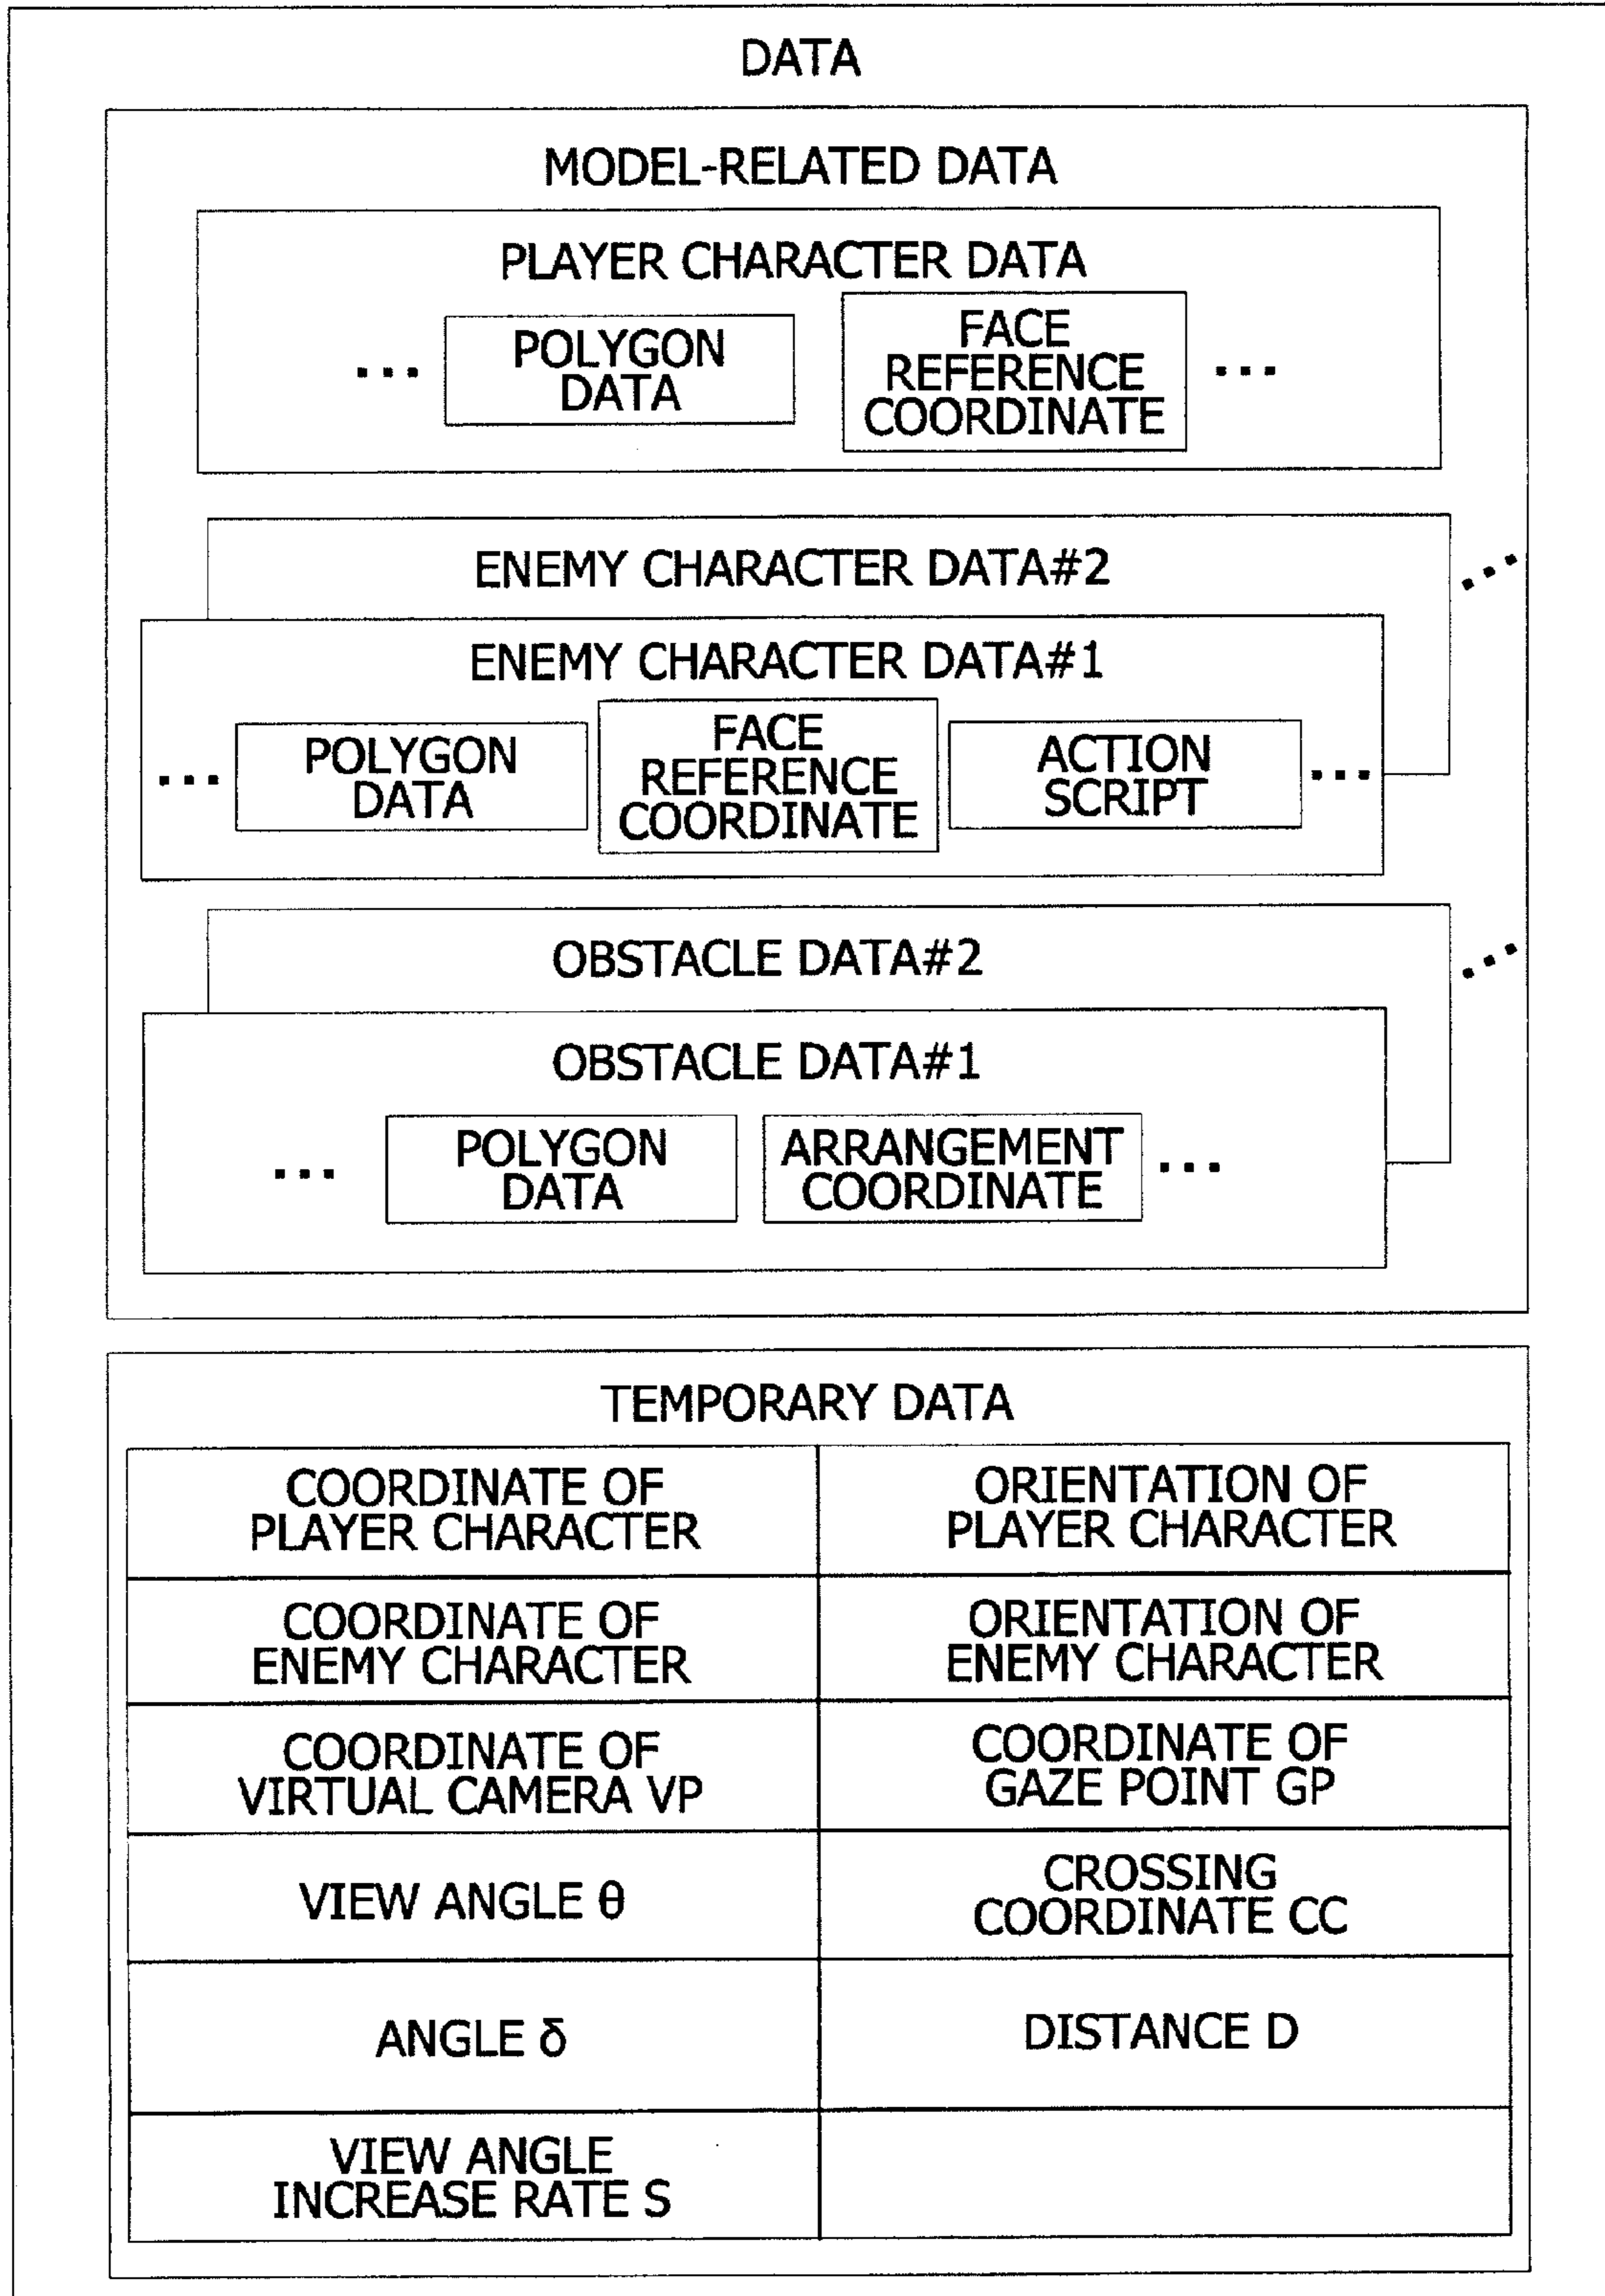 DATA
MODEL-RELATED DATA
PLAYER CHARACTER DATA
... POLYGON
DATA
FACE
REFERENCE
COORDINATE ...
ENEMY CHARACTER DATA#2 ...
ENEMY CHARACTER DATA#1
... POLYGON
DATA
FACE
REFERENCE
COORDINATE
ACTION
SCRIPT ...
OBSTACLE DATA#2 ...
OBSTACLE DATA#1
... POLYGON
DATA
ARRANGEMENT
COORDINATE ...
TEMPORARY DATA
COORDINATE OF
PLAYER CHARACTER
ORIENTATION OF
PLAYER CHARACTER
COORDINATE OF
ENEMY CHARACTER
ORIENTATION OF
ENEMY CHARACTER
COORDINATE OF
VIRTUAL CAMERA VP
COORDINATE OF
GAZE POINT GP
VIEW ANGLE θ
CROSSING
COORDINATE CC
ANGLE δ
DISTANCE D
VIEW ANGLE
INCREASE RATE S